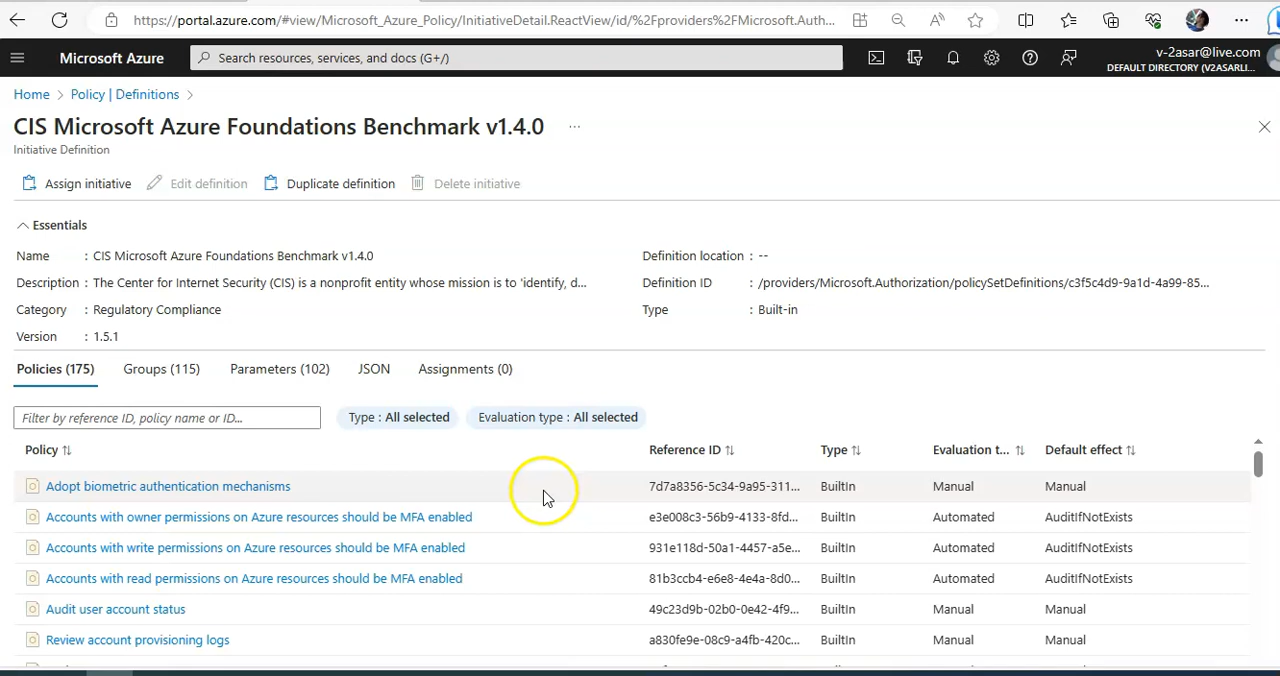 https://portal.azure.com/#view/Microsoft_Azure_Policy/InitiativeDetail.ReactView/id/%2Fproviders%2FMicrosoft.Auth...
Microsoft Azure
Search resources, services, and docs (G+/)
v-2asar@live.com
DEFAULT DIRECTORY (V2ASARLI...
Home > Policy | Definitions >
CIS Microsoft Azure Foundations Benchmark v1.4.0 ...
Initiative Definition
Assign initiative Edit definition Duplicate definition Delete initiative
Essentials
Name : CIS Microsoft Azure Foundations Benchmark v1.4.0 Definition location : --
Description : The Center for Internet Security (CIS) is a nonprofit entity whose mission is to 'identify, d... Definition ID : /providers/Microsoft.Authorization/policySetDefinitions/c3f5c4d9-9a1d-4a99-85...
Category : Regulatory Compliance Type : Built-in
Version : 1.5.1
Policies (175) Groups (115) Parameters (102) JSON Assignments (0)
Filter by reference ID, policy name or ID... Type : All selected Evaluation type : All selected
Policy Reference ID Type Evaluation t... Default effect
Adopt biometric authentication mechanisms 7d7a8356-5c34-9a95-311... BuiltIn Manual Manual
Accounts with owner permissions on Azure resources should be MFA enabled e3e008c3-56b9-4133-8fd... BuiltIn Automated AuditIfNotExists
Accounts with write permissions on Azure resources should be MFA enabled 931e118d-50a1-4457-a5e... BuiltIn Automated AuditIfNotExists
Accounts with read permissions on Azure resources should be MFA enabled 81b3ccb4-e6e8-4e4a-8d0... BuiltIn Automated AuditIfNotExists
Audit user account status 49c23d9b-02b0-0e42-4f9... BuiltIn Manual Manual
Review account provisioning logs a830fe9e-08c9-a4fb-420c... BuiltIn Manual Manual